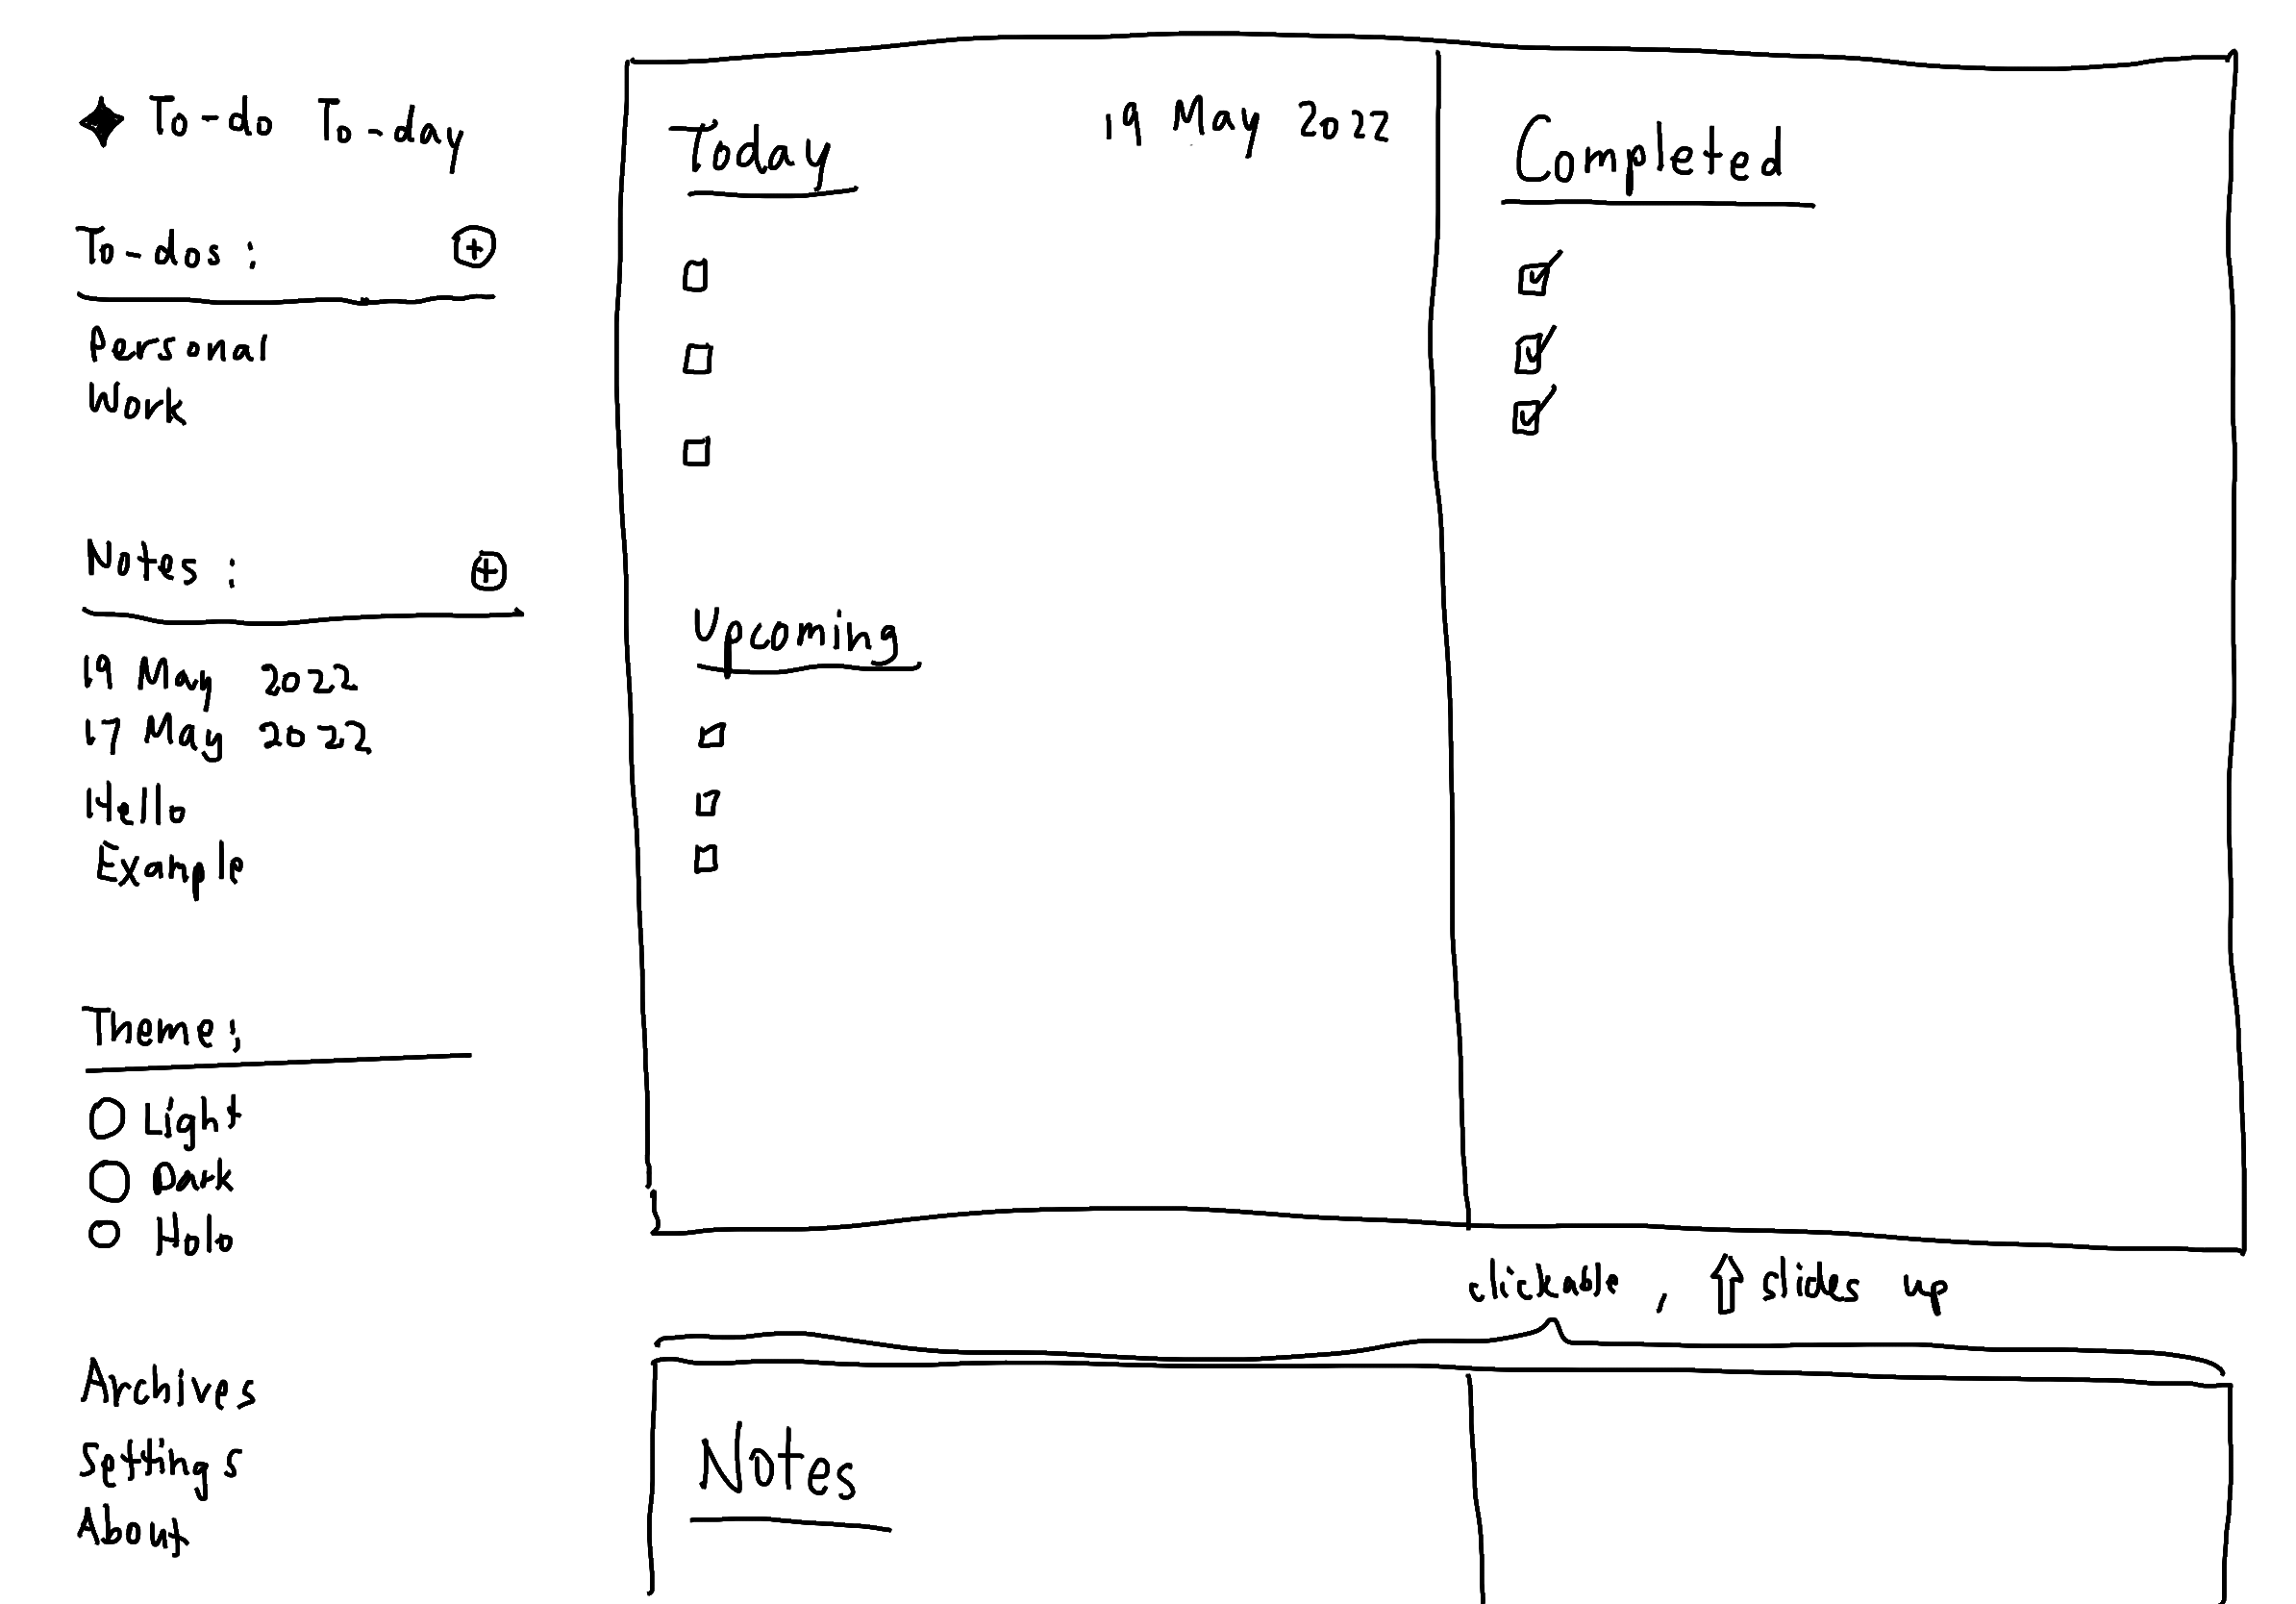 To-do To-day
To-dos :
Personal
Work
Notes :
19 May 2022
17 May 2022
Hello
Example
Theme:
Light
Dark
Holo
Archives
Settings
About
Today
19 May 2022
Upcoming
Completed
clickable, ⇧ slides up
Notes